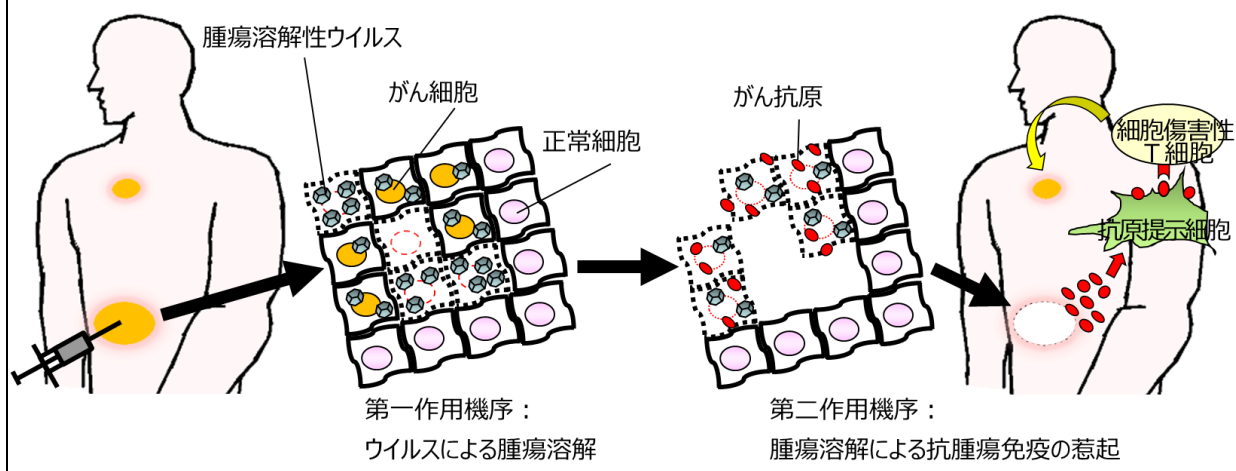 腫瘍溶解性ウイルス
がん細胞
正常細胞
がん抗原
細胞傷害性
T細胞
抗原提示細胞
第一作用機序：
ウイルスによる腫瘍溶解
第二作用機序：
腫瘍溶解による抗腫瘍免疫の惹起